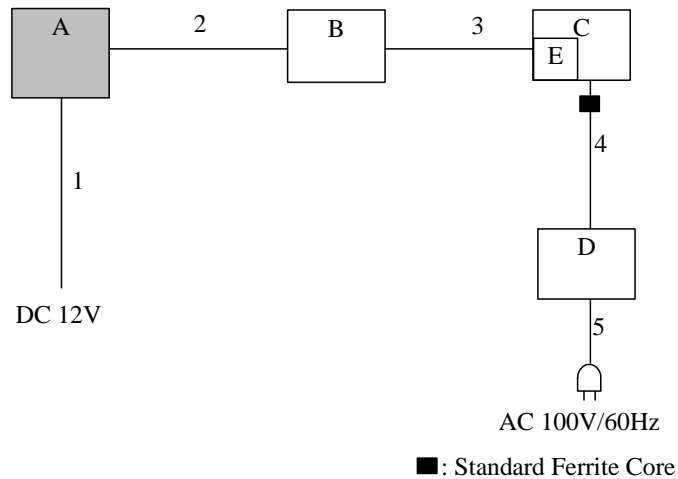 A
2
B
3
C
E
4
1
D
DC 12V
5
AC 100V/60Hz
: Standard Ferrite Core